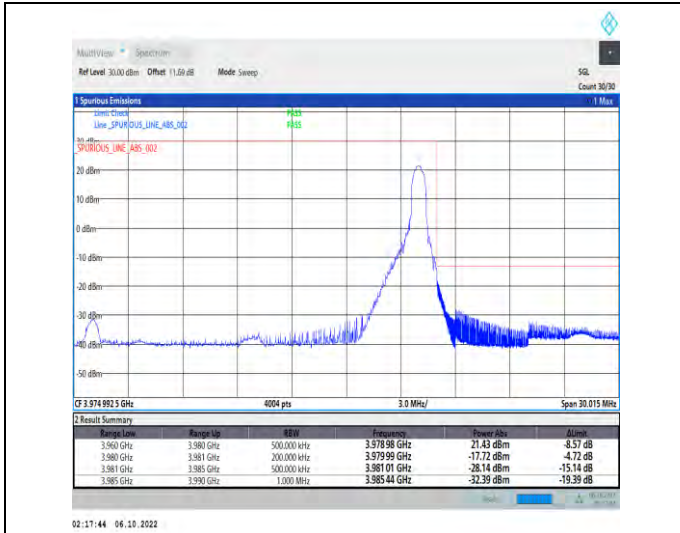 MultiView Spectrum
Ref Level 30.00 dBm Offset 11.69 dB Mode Sweep SGL
Count 30/30
1 Spurious Emissions 1 Max
Limit Check PASS
Line _SPURIOUS_LINE_ABS_002 PASS
30 dBm
_SPURIOUS_LINE_ABS_002
20 dBm
10 dBm
0 dBm
-10 dBm
-20 dBm
-30 dBm
-40 dBm
-50 dBm
CF 3.974 992 5 GHz 4004 pts 3.0 MHz/ Span 30.015 MHz
2 Result Summary
Range Low Range Up RBW Frequency Power Abs ΔLimit
3.960 GHz 3.980 GHz 500.000 kHz 3.978 98 GHz 21.43 dBm -8.57 dB
3.980 GHz 3.981 GHz 200.000 kHz 3.979 99 GHz -17.72 dBm -4.72 dB
3.981 GHz 3.985 GHz 500.000 kHz 3.981 01 GHz -28.14 dBm -15.14 dB
3.985 GHz 3.990 GHz 1.000 MHz 3.985 44 GHz -32.39 dBm -19.39 dB
02:17:44 06.10.2022